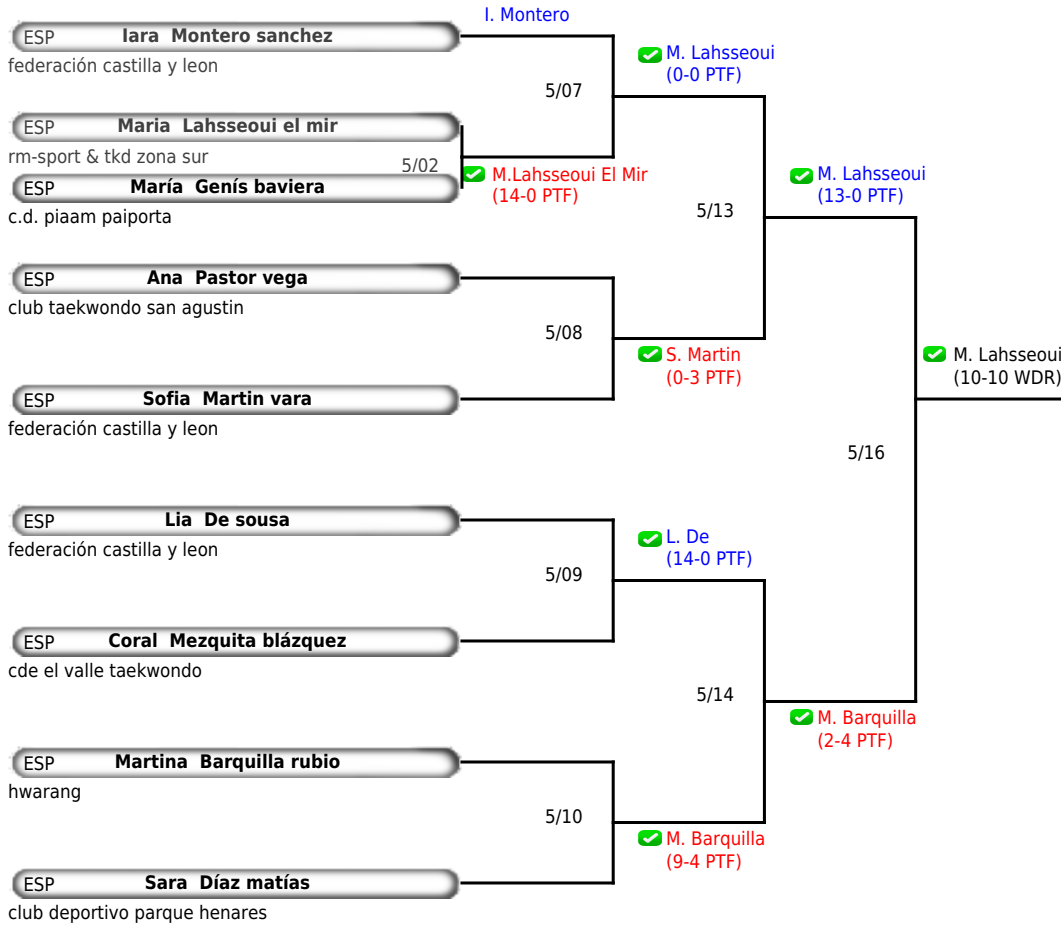 I. Montero
ESP Iara Montero sanchez
federación castilla y leon
M. Lahsseoui
(0-0 PTF)
5/07
ESP Maria Lahsseoui el mir
rm-sport & tkd zona sur
5/02
M.Lahsseoui El Mir
(14-0 PTF)
ESP María Genís baviera
c.d. piaam paiporta
M. Lahsseoui
(13-0 PTF)
5/13
ESP Ana Pastor vega
club taekwondo san agustin
5/08
S. Martin
(0-3 PTF)
M. Lahsseoui
(10-10 WDR)
ESP Sofia Martin vara
federación castilla y leon
5/16
ESP Lia De sousa
federación castilla y leon
L. De
(14-0 PTF)
5/09
ESP Coral Mezquita blázquez
cde el valle taekwondo
5/14
M. Barquilla
(2-4 PTF)
ESP Martina Barquilla rubio
hwarang
5/10
M. Barquilla
(9-4 PTF)
ESP Sara Díaz matías
club deportivo parque henares